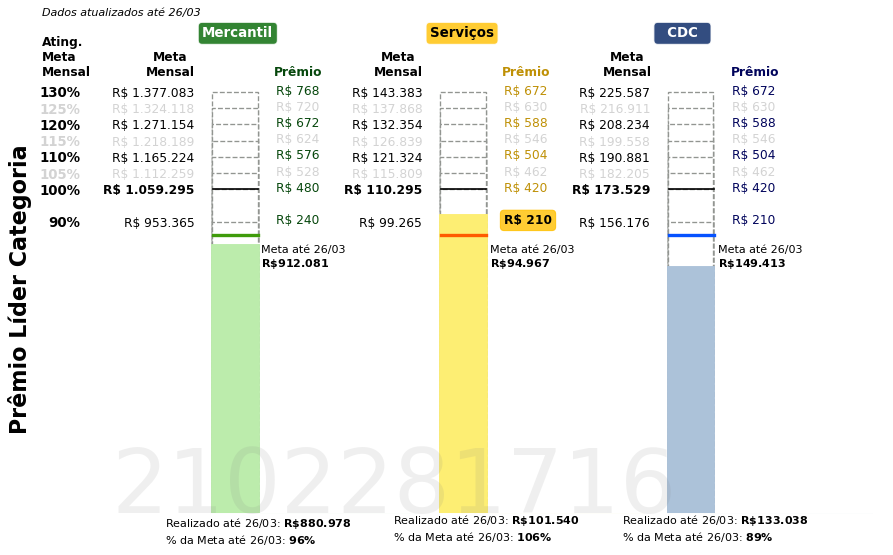 Dados atualizados até 26/03
Mercantil Serviços CDC
Ating.
Meta
Mensal
Meta
Mensal Prêmio Meta
Mensal Prêmio Meta
Mensal Prêmio
130% R$ 1.377.083 R$ 768 R$ 143.383 R$ 672 R$ 225.587 R$ 672
125% R$ 1.324.118 R$ 720 R$ 137.868 R$ 630 R$ 216.911 R$ 630
120% R$ 1.271.154 R$ 672 R$ 132.354 R$ 588 R$ 208.234 R$ 588
115% R$ 1.218.189 R$ 624 R$ 126.839 R$ 546 R$ 199.558 R$ 546
110% R$ 1.165.224 R$ 576 R$ 121.324 R$ 504 R$ 190.881 R$ 504
105% R$ 1.112.259 R$ 528 R$ 115.809 R$ 462 R$ 182.205 R$ 462
100% R$ 1.059.295 R$ 480 R$ 110.295 R$ 420 R$ 173.529 R$ 420
90% R$ 953.365 R$ 240 R$ 99.265 R$ 210 R$ 156.176 R$ 210
Meta até 26/03 Meta até 26/03 Meta até 26/03
R$912.081 R$94.967 R$149.413
Prêmio Líder Categoria
2102281716
Realizado até 26/03: R$880.978 Realizado até 26/03: R$101.540 Realizado até 26/03: R$133.038
% da Meta até 26/03: 96% % da Meta até 26/03: 106% % da Meta até 26/03: 89%